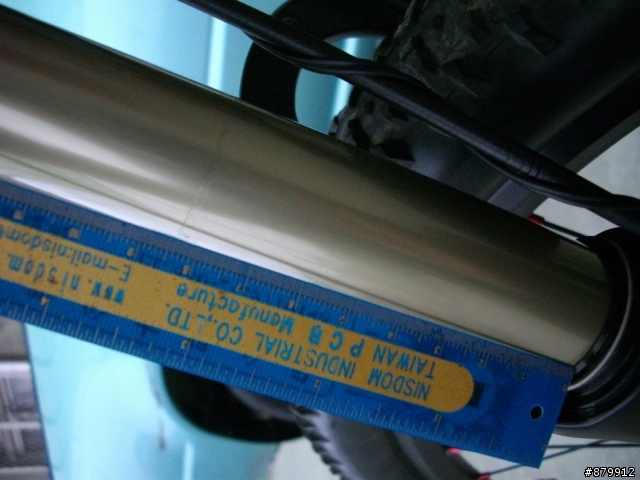 NISDOM INDUSTRIAL CO.,LTD.
TAIWAN P C B Manufacture
www.nisdom.
E-mail:nisdom
#879912